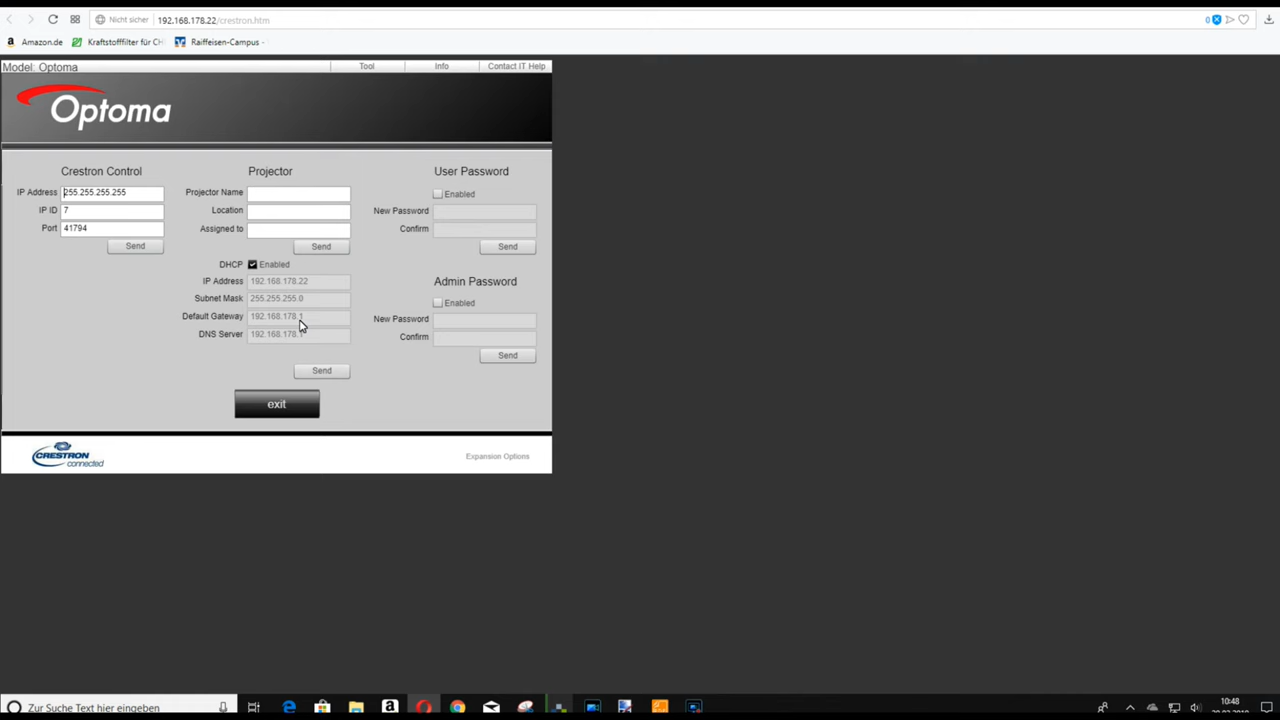 Nicht sicher 192.168.178.22/crestron.htm 0
Amazon.de Kraftstofffilter für CH Raiffeisen-Campus -
Model: Optoma Tool Info Contact IT Help
Optoma
Crestron Control Projector User Password
IP Address 255.255.255.255 Projector Name Enabled
IP ID 7 Location New Password
Port 41794 Assigned to Confirm
Send Send Send
DHCP Enabled
IP Address 192.168.178.22 Admin Password
Subnet Mask 255.255.255.0 Enabled
Default Gateway 192.168.178.1 New Password
DNS Server 192.168.178.1 Confirm
Send
Send
exit
CRESTRON
connected
Expansion Options
Zur Suche Text hier eingeben 10:48